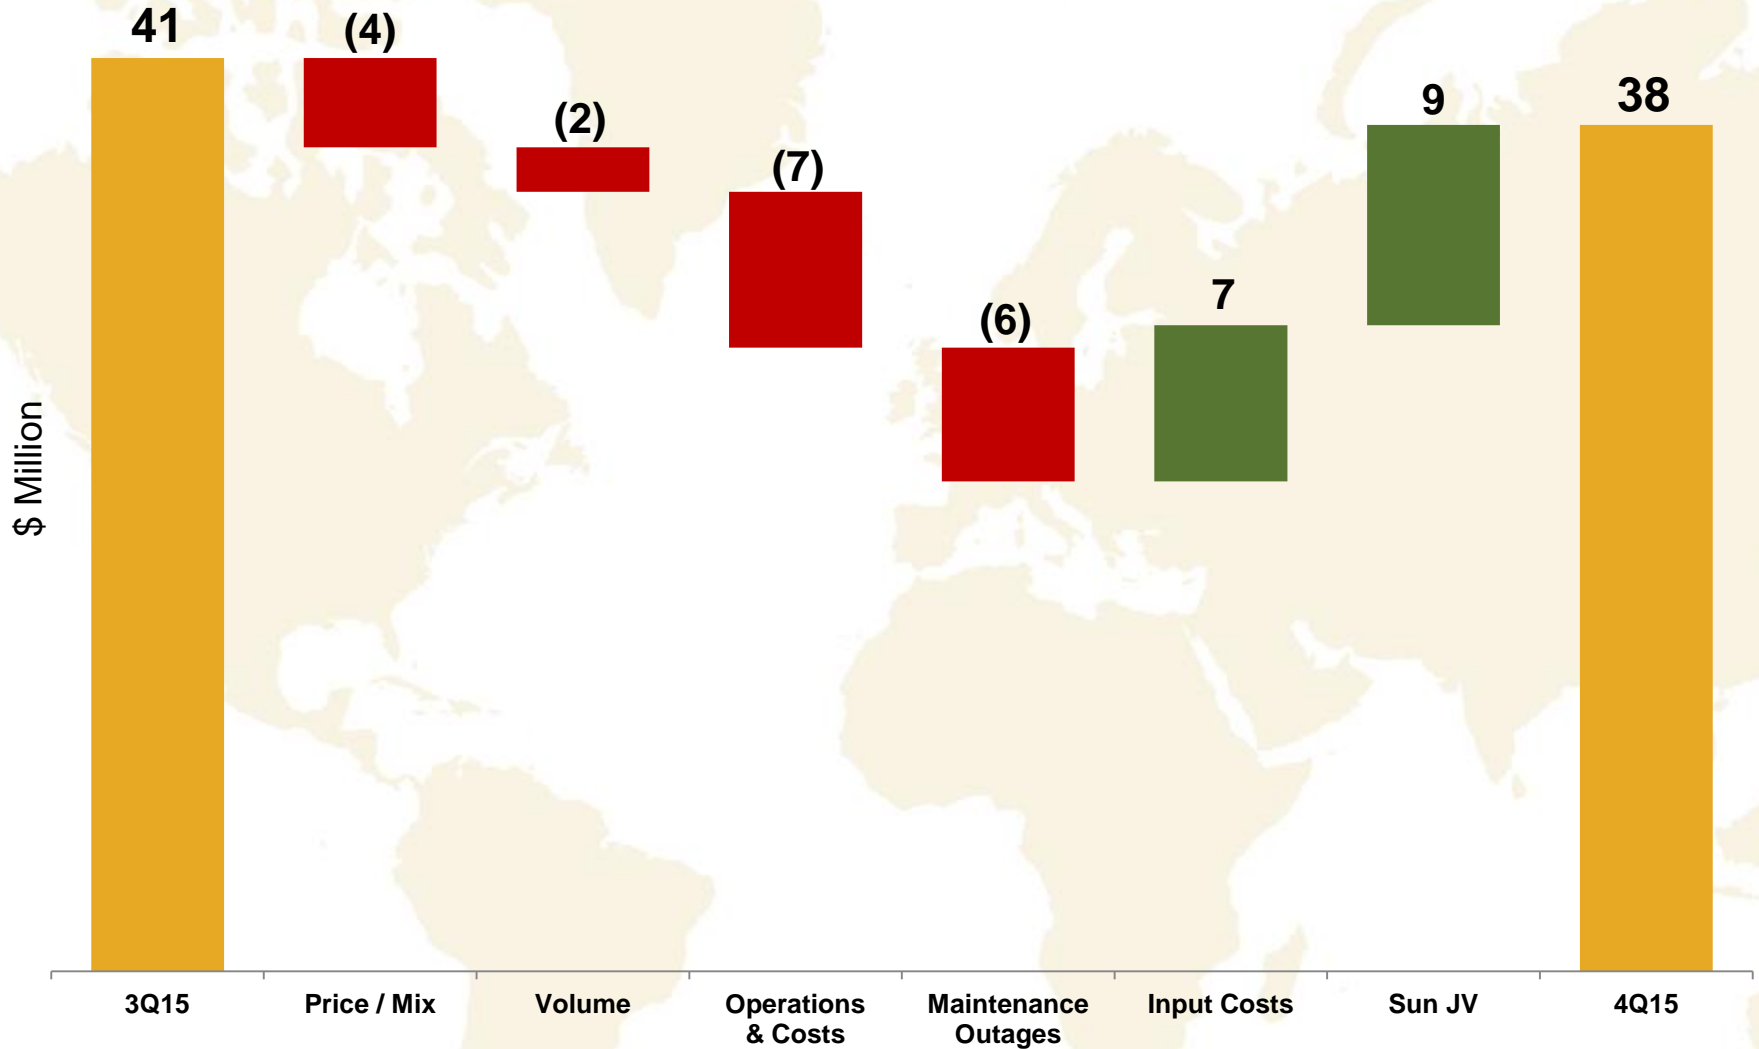 41
(4)
(2)
(7)
(6)
7
9
38
$ Million
3Q15
Price / Mix
Volume
Operations
& Costs
Maintenance
Outages
Input Costs
Sun JV
4Q15